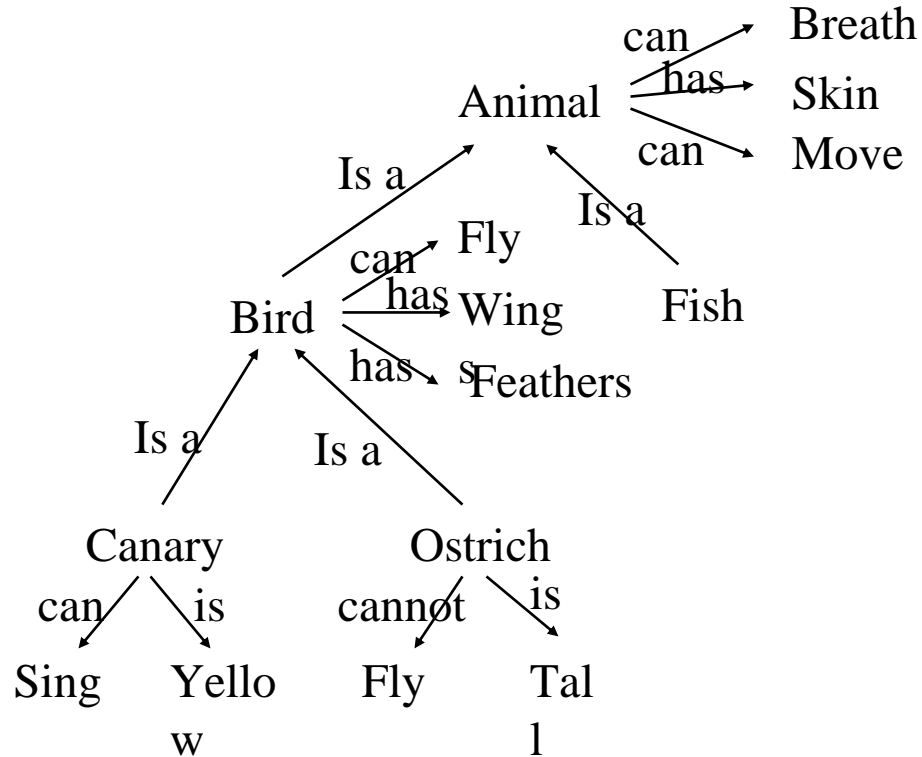 can
Breath
has
Animal
Skin
can
Move
Is a
Is a
Fly
can
has
Bird
Wing
s
Fish
has
Feathers
Is a
Is a
Canary
Ostrich
can
is
cannot
is
Sing
Yello
w
Fly
Tal
l